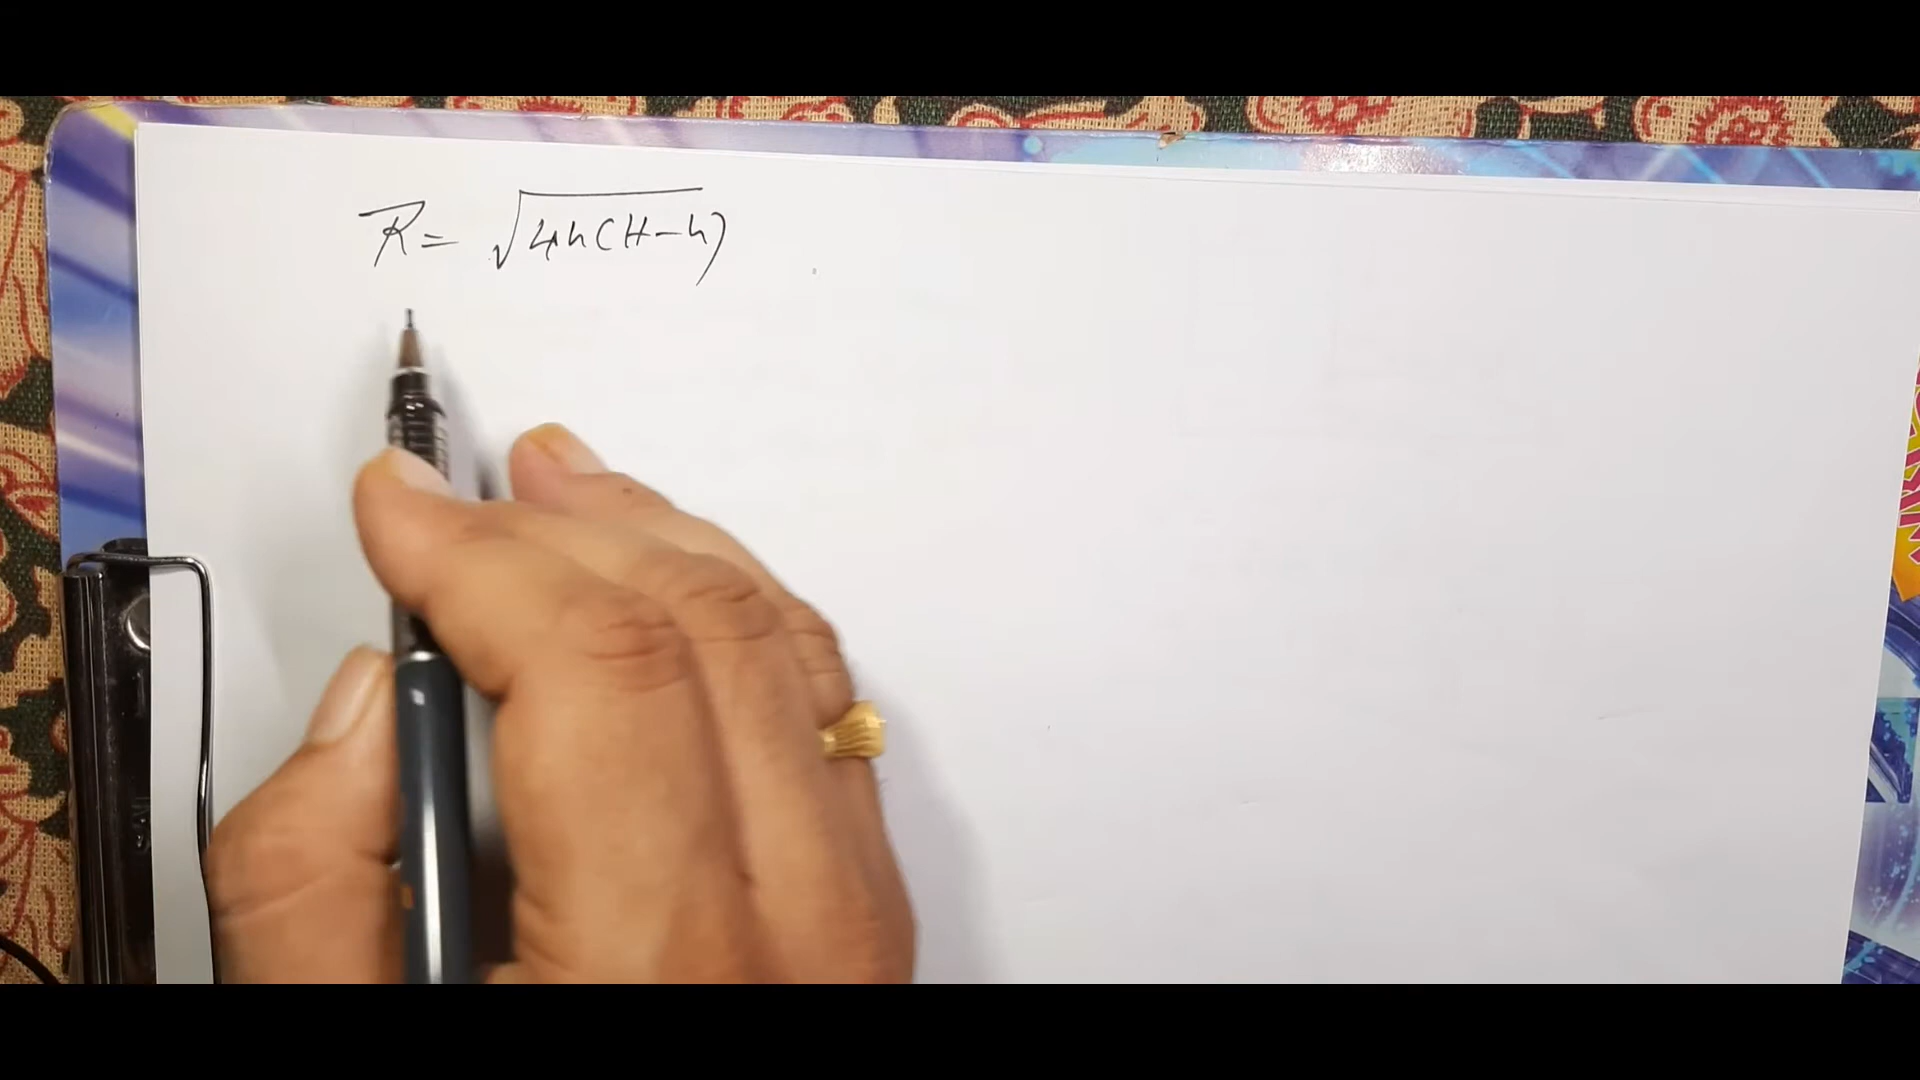 R = √4h(H-h)